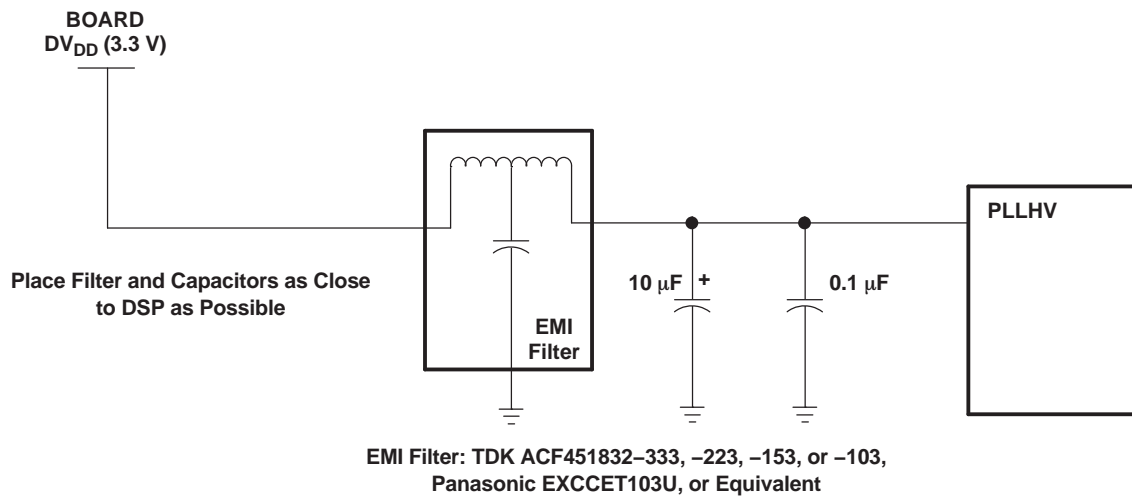 BOARD
DVDD (3.3 V)
PLLHV
Place Filter and Capacitors as Close
to DSP as Possible
10 μF
+
0.1 μF
EMI
Filter
EMI Filter: TDK ACF451832−333, −223, −153, or −103,
Panasonic EXCCET103U, or Equivalent